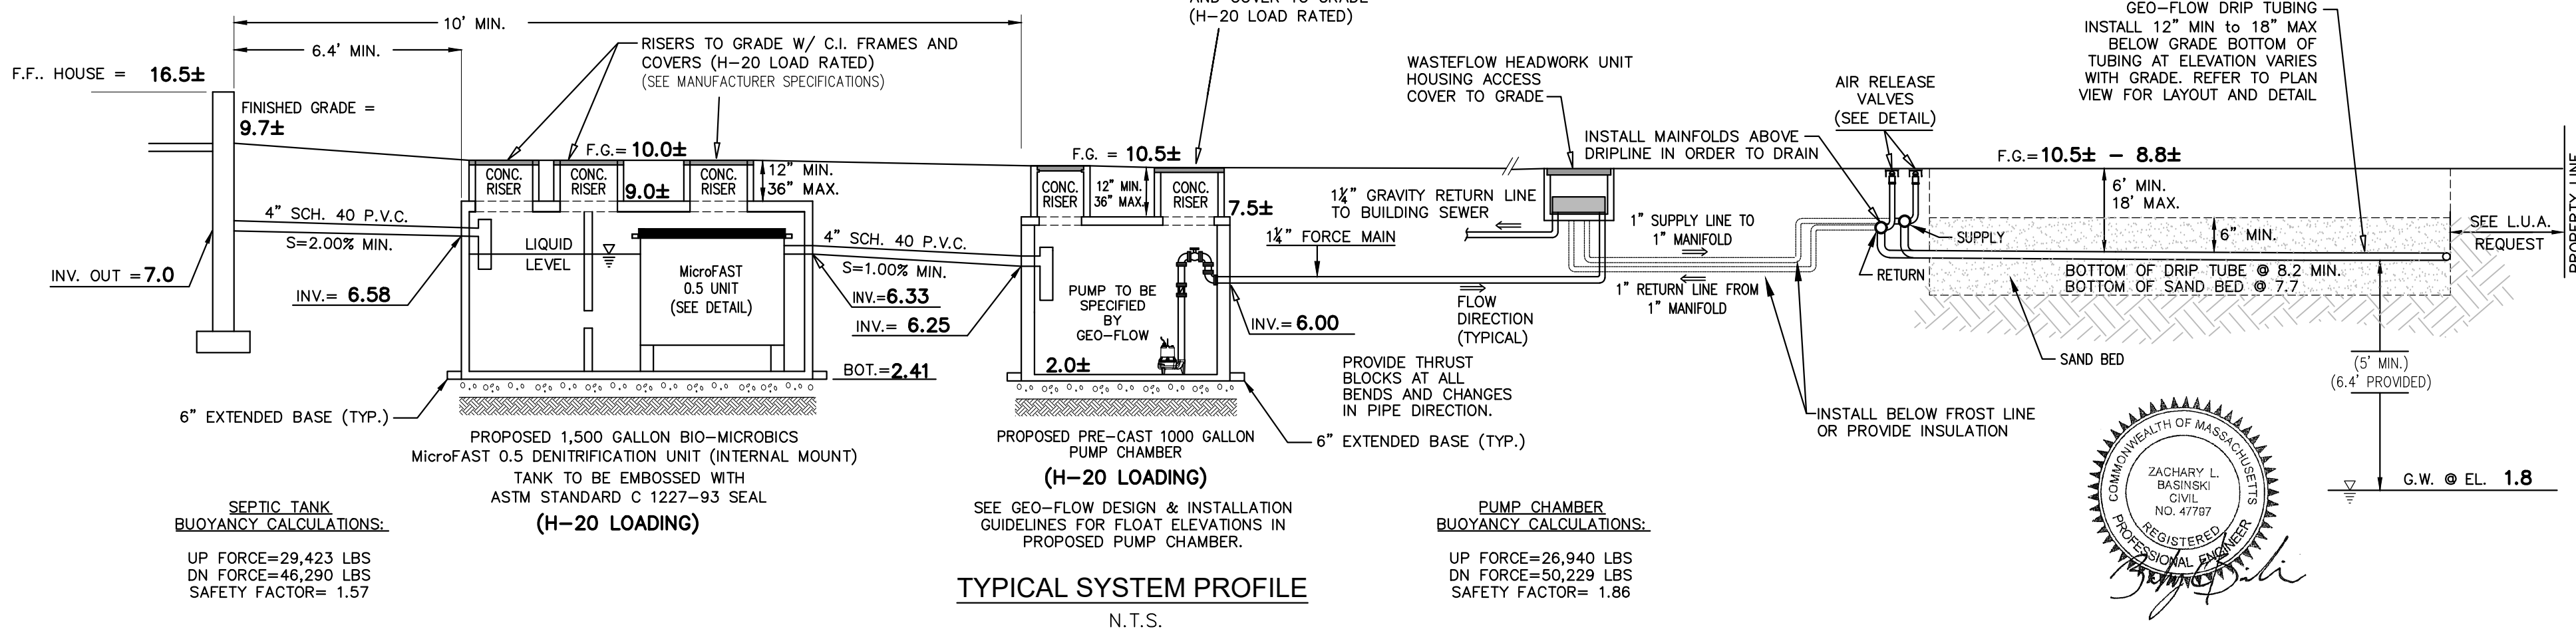 10' MIN.
6.4' MIN.
F.F.. HOUSE = 16.5±
FINISHED GRADE =
9.7±
RISERS TO GRADE W/ C.I. FRAMES AND
COVERS (H-20 LOAD RATED)
(SEE MANUFACTURER SPECIFICATIONS)
AND COVER TO GRADE
(H-20 LOAD RATED)
WASTEFLOW HEADWORK UNIT
HOUSING ACCESS
COVER TO GRADE
INSTALL MAINFOLDS ABOVE
DRIPLINE IN ORDER TO DRAIN
AIR RELEASE
VALVES
(SEE DETAIL)
GEO-FLOW DRIP TUBING
INSTALL 12" MIN to 18" MAX
BELOW GRADE BOTTOM OF
TUBING AT ELEVATION VARIES
WITH GRADE. REFER TO PLAN
VIEW FOR LAYOUT AND DETAIL
F.G.= 10.0±
CONC.
RISER
CONC.
RISER
9.0±
CONC.
RISER
12" MIN.
36" MAX.
F.G. = 10.5±
CONC.
RISER
12" MIN.
36" MAX.
CONC.
RISER
7.5±
F.G.= 10.5± - 8.8±
6' MIN.
18' MAX.
6" MIN.
SEE L.U.A.
REQUEST
PROPERTY LINE
4" SCH. 40 P.V.C.
S=2.00% MIN.
LIQUID
LEVEL
MicroFAST
0.5 UNIT
(SEE DETAIL)
4" SCH. 40 P.V.C.
S=1.00% MIN.
INV. OUT = 7.0
INV.= 6.58
INV.=6.33
INV.= 6.25
BOT.=2.41
PUMP TO BE
SPECIFIED
BY
GEO-FLOW
2.0±
INV.= 6.00
1¼" GRAVITY RETURN LINE
TO BUILDING SEWER
1¼" FORCE MAIN
FLOW
DIRECTION
(TYPICAL)
1" SUPPLY LINE TO
1" MANIFOLD
1" RETURN LINE FROM
1" MANIFOLD
SUPPLY
RETURN
BOTTOM OF DRIP TUBE @ 8.2 MIN.
BOTTOM OF SAND BED @ 7.7
SAND BED
(5' MIN.)
(6.4' PROVIDED)
PROVIDE THRUST
BLOCKS AT ALL
BENDS AND CHANGES
IN PIPE DIRECTION.
INSTALL BELOW FROST LINE
OR PROVIDE INSULATION
6" EXTENDED BASE (TYP.)
PROPOSED 1,500 GALLON BIO-MICROBICS
MicroFAST 0.5 DENITRIFICATION UNIT (INTERNAL MOUNT)
TANK TO BE EMBOSSED WITH
ASTM STANDARD C 1227-93 SEAL
(H-20 LOADING)
PROPOSED PRE-CAST 1000 GALLON
PUMP CHAMBER
(H-20 LOADING)
6" EXTENDED BASE (TYP.)
SEE GEO-FLOW DESIGN & INSTALLATION
GUIDELINES FOR FLOAT ELEVATIONS IN
PROPOSED PUMP CHAMBER.
G.W. @ EL. 1.8
COMMONWEALTH OF MASSACHUSETTS
ZACHARY L.
BASINSKI
CIVIL
NO. 47797
REGISTERED
PROFESSIONAL ENGINEER
SEPTIC TANK
BUOYANCY CALCULATIONS:
UP FORCE=29,423 LBS
DN FORCE=46,290 LBS
SAFETY FACTOR= 1.57
PUMP CHAMBER
BUOYANCY CALCULATIONS:
UP FORCE=26,940 LBS
DN FORCE=50,229 LBS
SAFETY FACTOR= 1.86
TYPICAL SYSTEM PROFILE
N.T.S.